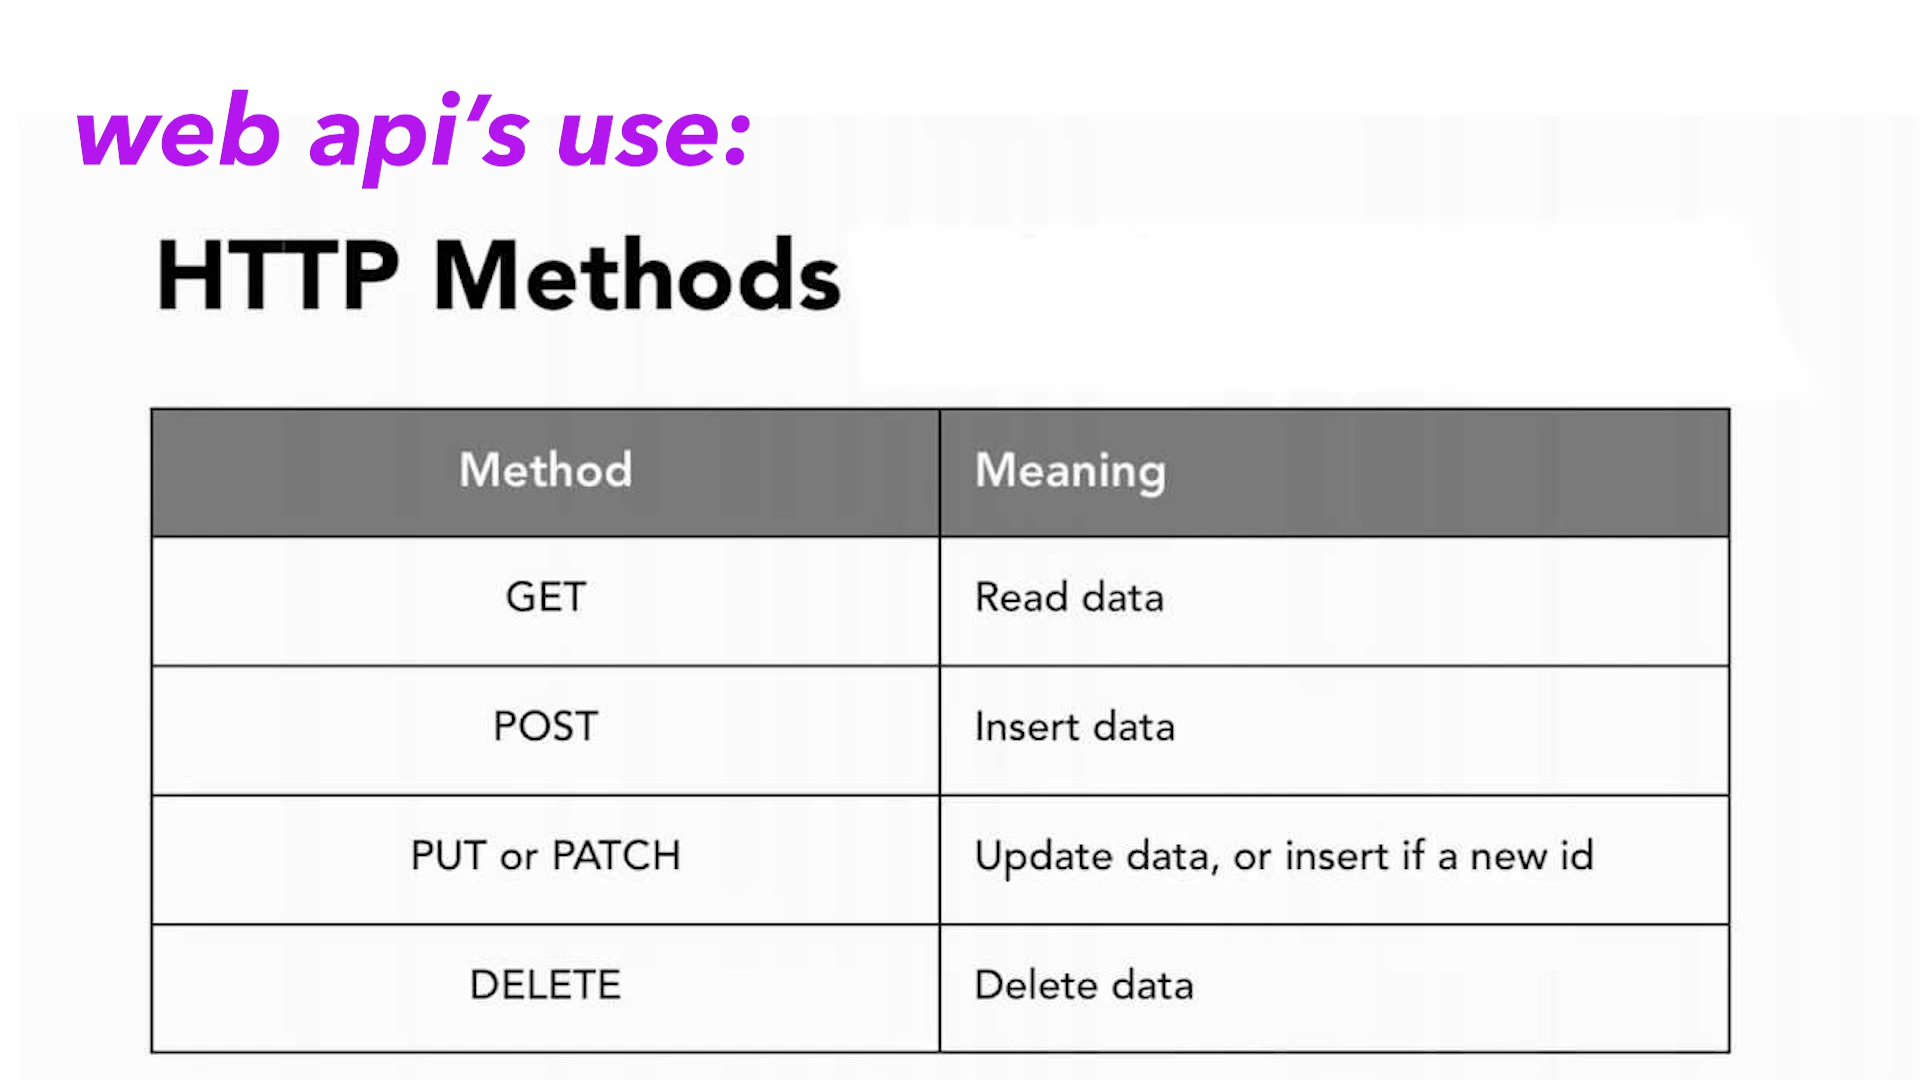 web api’s use:
HTTP Methods
Method Meaning
GET Read data
POST Insert data
PUT or PATCH Update data, or insert if a new id
DELETE Delete data